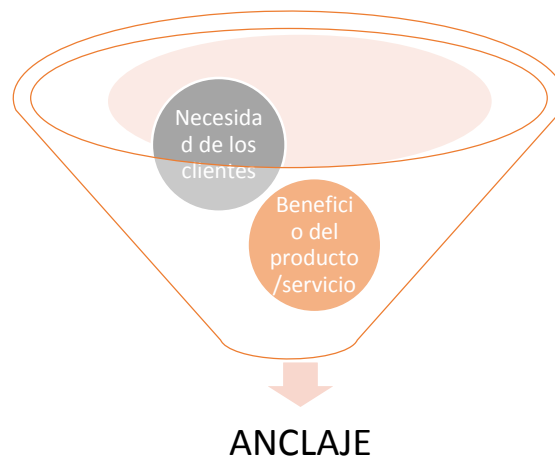 Necesida
d de los
clientes
Benefici
o del
producto
/servicio
ANCLAJE